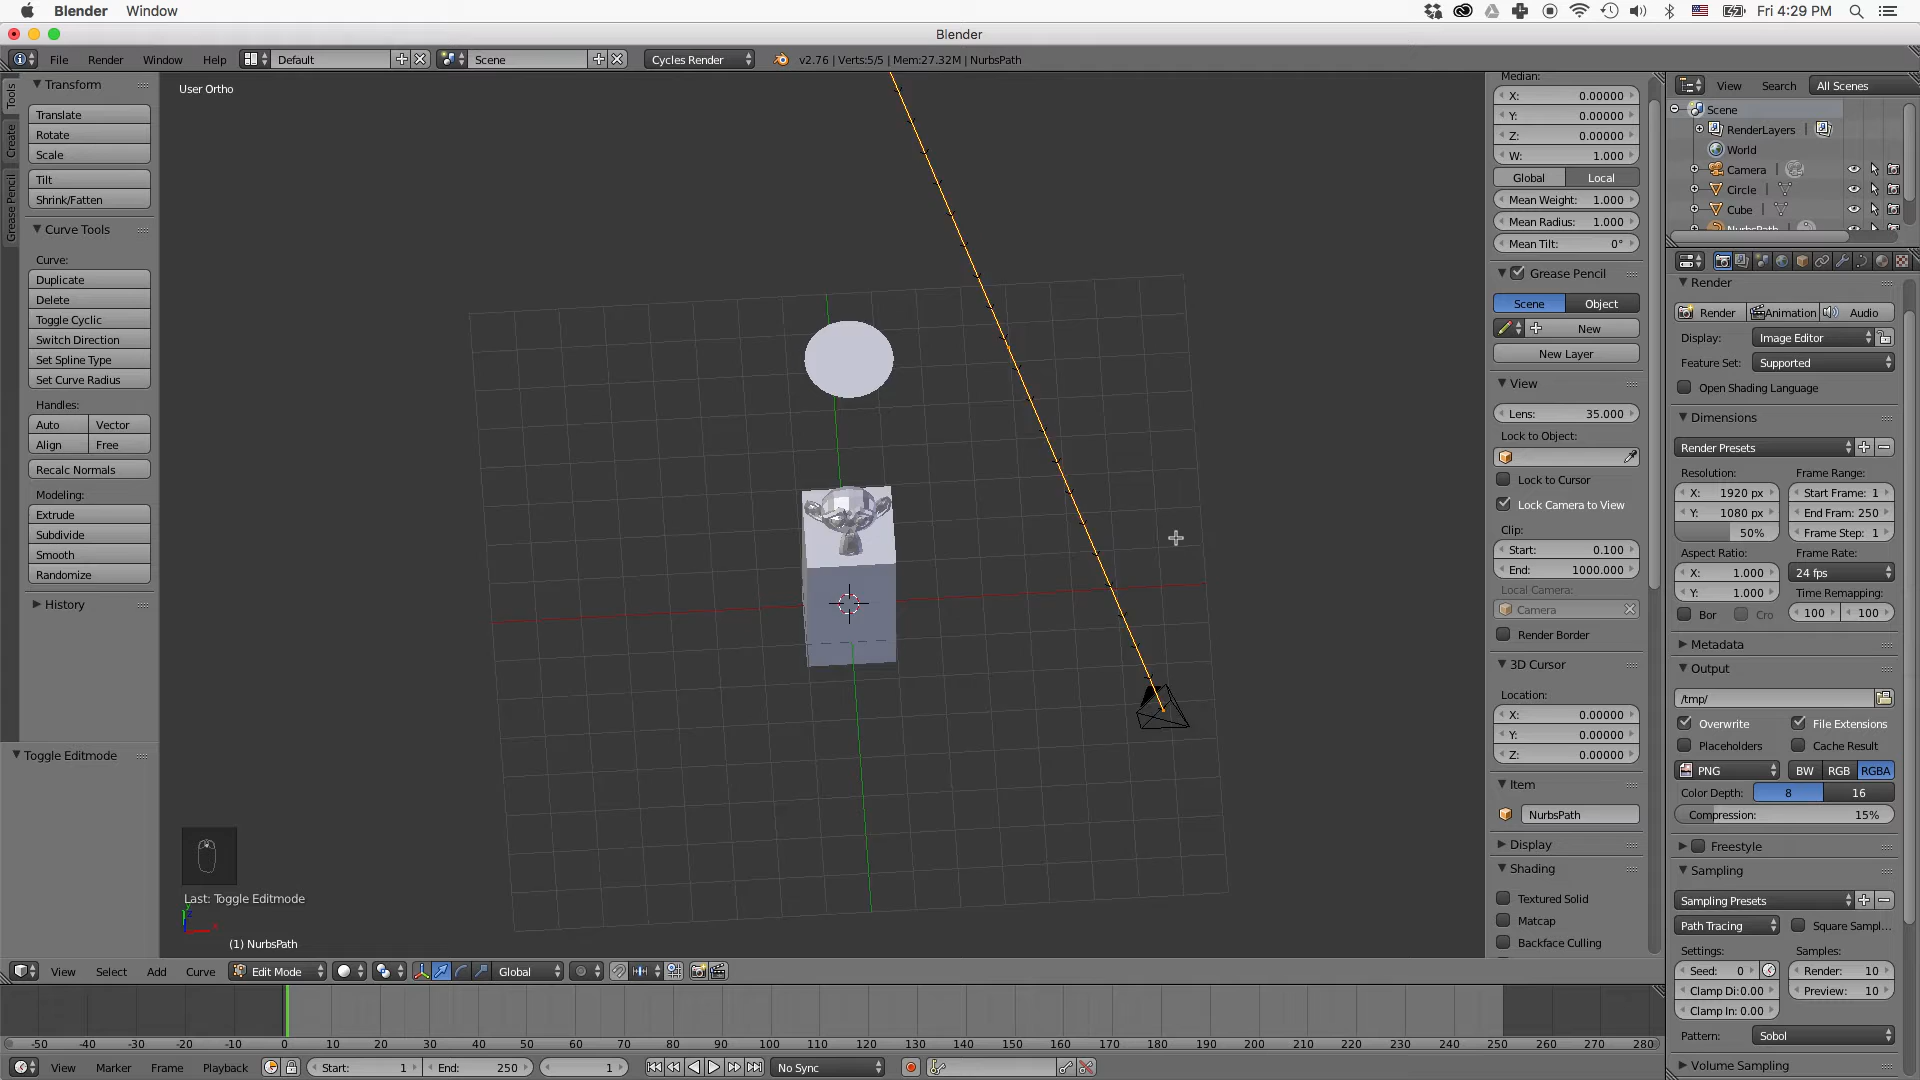 Blender Window Fri 4:29 PM
Blender
File Render Window Help Default Scene Cycles Render v2.76 | Verts:5/5 | Mem:27.32M | NurbsPath
Tools
Create
Grease Pencil
Transform
Translate
Rotate
Scale
Tilt
Shrink/Fatten
Curve Tools
Curve:
Duplicate
Delete
Toggle Cyclic
Switch Direction
Set Spline Type
Set Curve Radius
Handles:
Auto Vector
Align Free
Recalc Normals
Modeling:
Extrude
Subdivide
Smooth
Randomize
History
Toggle Editmode
User Ortho
Last: Toggle Editmode
(1) NurbsPath
Median:
X: 0.00000
Y: 0.00000
Z: 0.00000
W: 1.000
Global Local
Mean Weight: 1.000
Mean Radius: 1.000
Mean Tilt: 0°
Grease Pencil
Scene Object
New
New Layer
View
Lens: 35.000
Lock to Object:
Lock to Cursor
Lock Camera to View
Clip:
Start: 0.100
End: 1000.000
Local Camera:
Camera
Render Border
3D Cursor
Location:
X: 0.00000
Y: 0.00000
Z: 0.00000
Item
NurbsPath
Display
Shading
Textured Solid
Matcap
Backface Culling
View Search All Scenes
Scene
RenderLayers
World
Camera
Circle
Cube
NurbsPath
Render
Render Animation Audio
Display: Image Editor
Feature Set: Supported
Open Shading Language
Dimensions
Render Presets
Resolution: Frame Range:
X: 1920 px Start Frame: 1
Y: 1080 px End Fram: 250
50% Frame Step: 1
Aspect Ratio: Frame Rate:
X: 1.000 24 fps
Y: 1.000 Time Remapping:
Bor Cro 100 100
Metadata
Output
/tmp/
Overwrite File Extensions
Placeholders Cache Result
PNG BW RGB RGBA
Color Depth: 8 16
Compression: 15%
Freestyle
Sampling
Sampling Presets
Path Tracing Square Sampl...
Settings: Samples:
Seed: 0 Render: 10
Clamp Di:0.00 Preview: 10
Clamp In: 0.00
Pattern: Sobol
Volume Sampling
View Select Add Curve Edit Mode Global
-50 -40 -30 -20 -10 0 10 20 30 40 50 60 70 80 90 100 110 120 130 140 150 160 170 180 190 200 210 220 230 240 250 260 270 280
View Marker Frame Playback Start: 1 End: 250 1 No Sync